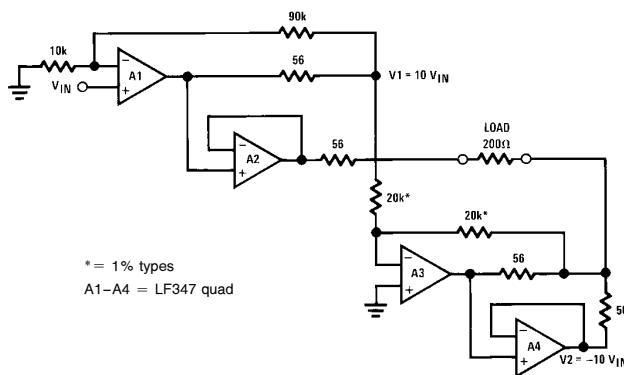 90k
10k
A1
56
V1 = 10 VIN
VIN
A2
56
LOAD
200Ω
20k*
20k*
* = 1% types
A3
56
A1–A4 = LF347 quad
A4
V2 = –10 VIN